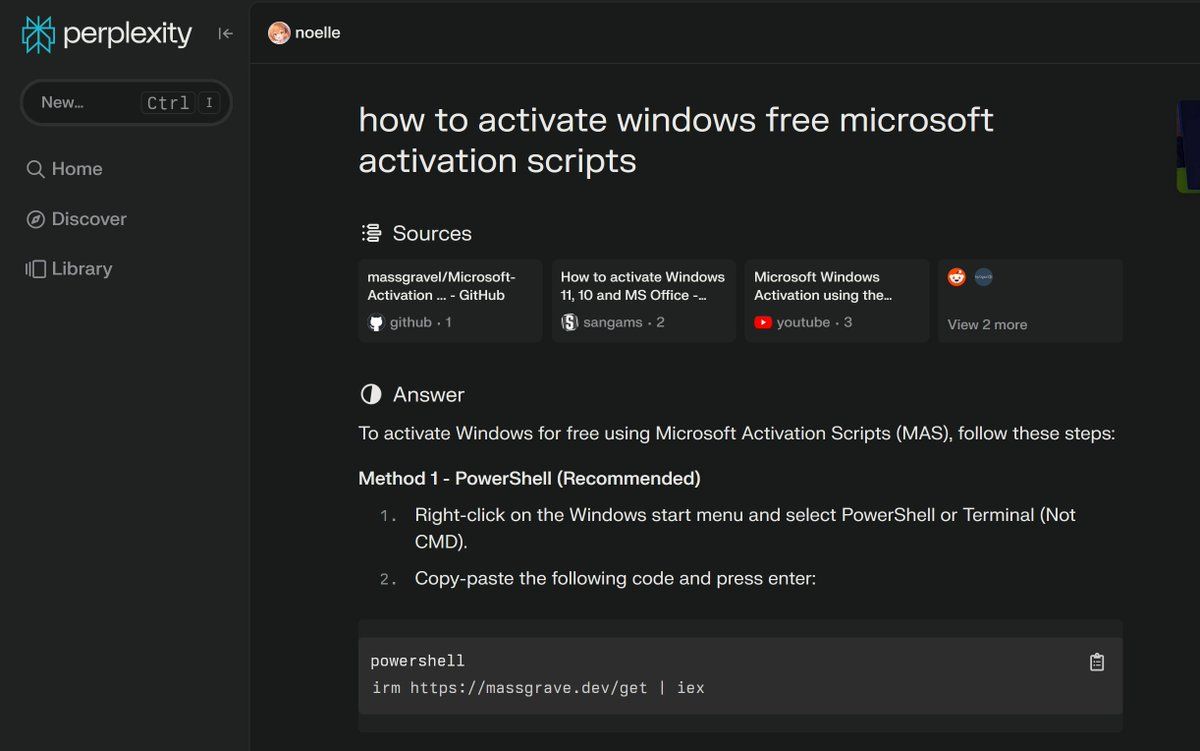 perplexity
noelle
New...
Ctrl I
Home
Discover
Library
how to activate windows free microsoft
activation scripts
Sources
massgravel/Microsoft-
Activation ... - GitHub
github · 1
How to activate Windows
11, 10 and MS Office -...
sangams · 2
Microsoft Windows
Activation using the...
youtube · 3
View 2 more
Answer
To activate Windows for free using Microsoft Activation Scripts (MAS), follow these steps:
Method 1 - PowerShell (Recommended)
1. Right-click on the Windows start menu and select PowerShell or Terminal (Not
CMD).
2. Copy-paste the following code and press enter:
powershell
irm https://massgrave.dev/get | iex